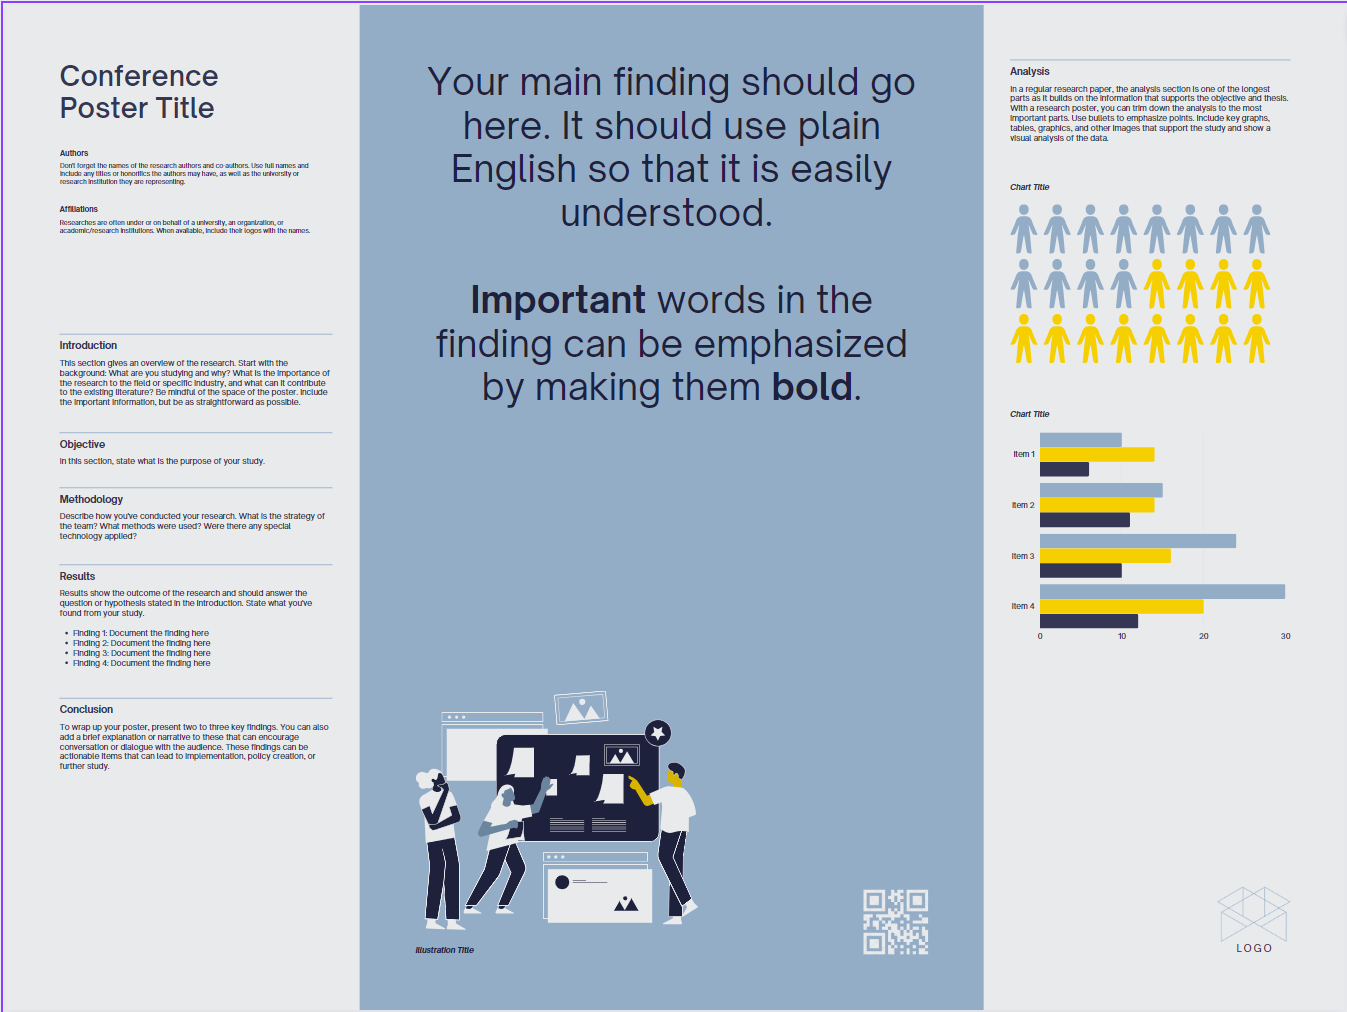 Conference
Poster Title
Authors
Don't forget the names of the research authors and co-authors. Use full names and
include any titles or honorifics the authors may have, as well as the university or
research institution they are representing.
Affiliations
Researches are often under or on behalf of a university, an organization, or
academic/research institutions. When available, include their logos with the names.
Introduction
This section gives an overview of the research. Start with the
background: What are you studying and why? What is the importance of
the research to the field or specific industry, and what can it contribute
to the existing literature? Be mindful of the space of the poster. Include
the important information, but be as straightforward as possible.
Objective
In this section, state what is the purpose of your study.
Methodology
Describe how you've conducted your research. What is the strategy of
the team? What methods were used? Were there any special
technology applied?
Results
Results show the outcome of the research and should answer the
question or hypothesis stated in the introduction. State what you've
found from your study.
• Finding 1: Document the finding here
• Finding 2: Document the finding here
• Finding 3: Document the finding here
• Finding 4: Document the finding here
Conclusion
To wrap up your poster, present two to three key findings. You can also
add a brief explanation or narrative to these that can encourage
conversation or dialogue with the audience. These findings can be
actionable items that can lead to implementation, policy creation, or
further study.
Your main finding should go
here. It should use plain
English so that it is easily
understood.
Important words in the
finding can be emphasized
by making them bold.
Illustration Title
Analysis
In a regular research paper, the analysis section is one of the longest
parts as it builds on the information that supports the objective and thesis.
With a research poster, you can trim down the analysis to the most
important parts. Use bullets to emphasize points. Include key graphs,
tables, graphics, and other images that support the study and show a
visual analysis of the data.
Chart Title
Chart Title
Item 1
Item 2
Item 3
Item 4
0 10 20 30
LOGO